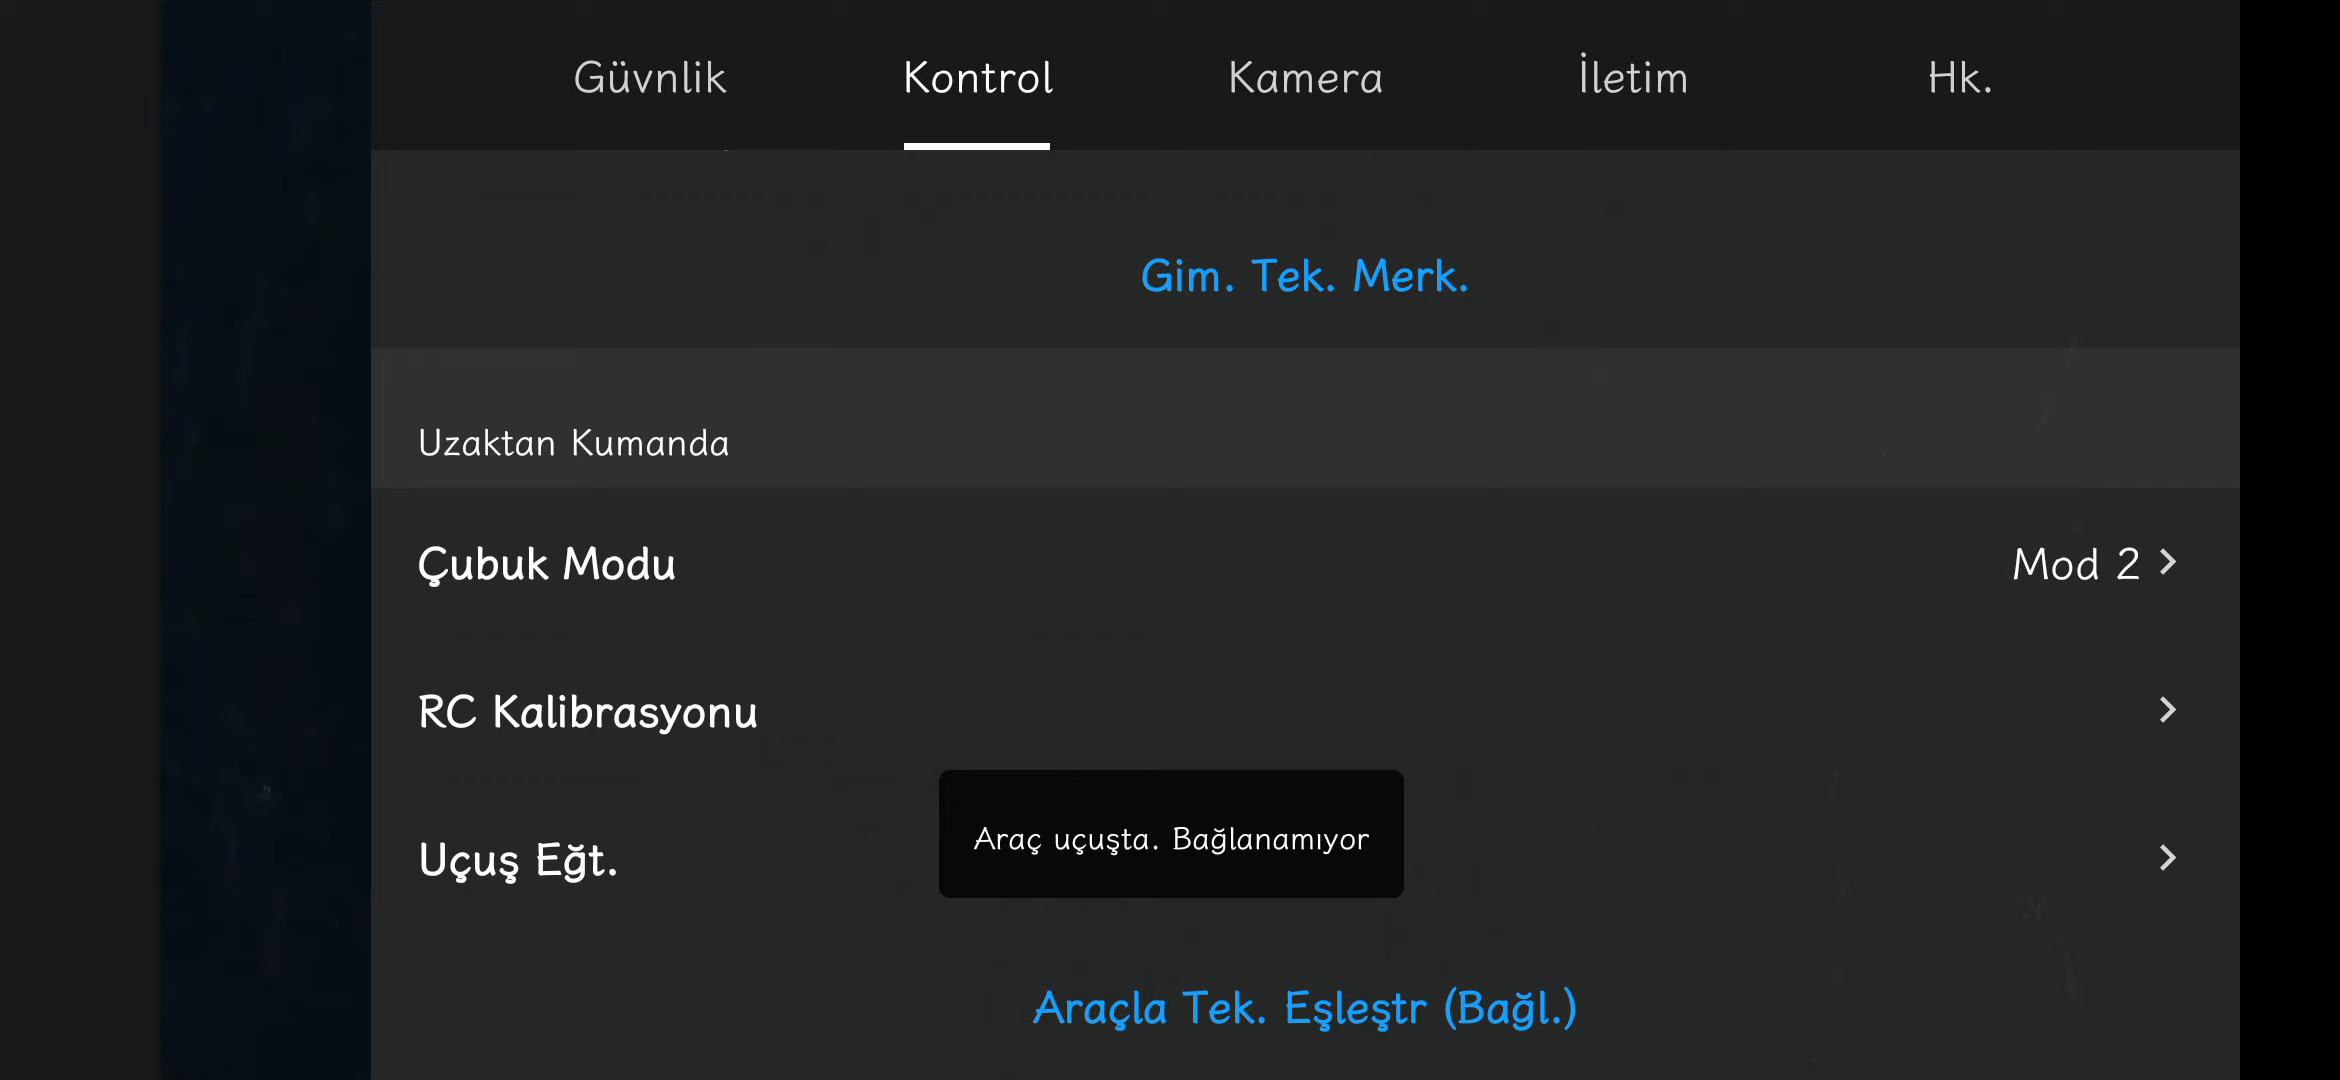 Güvnlik Kontrol Kamera İletim Hk.
Gim. Tek. Merk.
Uzaktan Kumanda
Çubuk Modu Mod 2
RC Kalibrasyonu
Uçuş Eğt.
Araç uçuşta. Bağlanamıyor
Araçla Tek. Eşleştr (Bağl.)